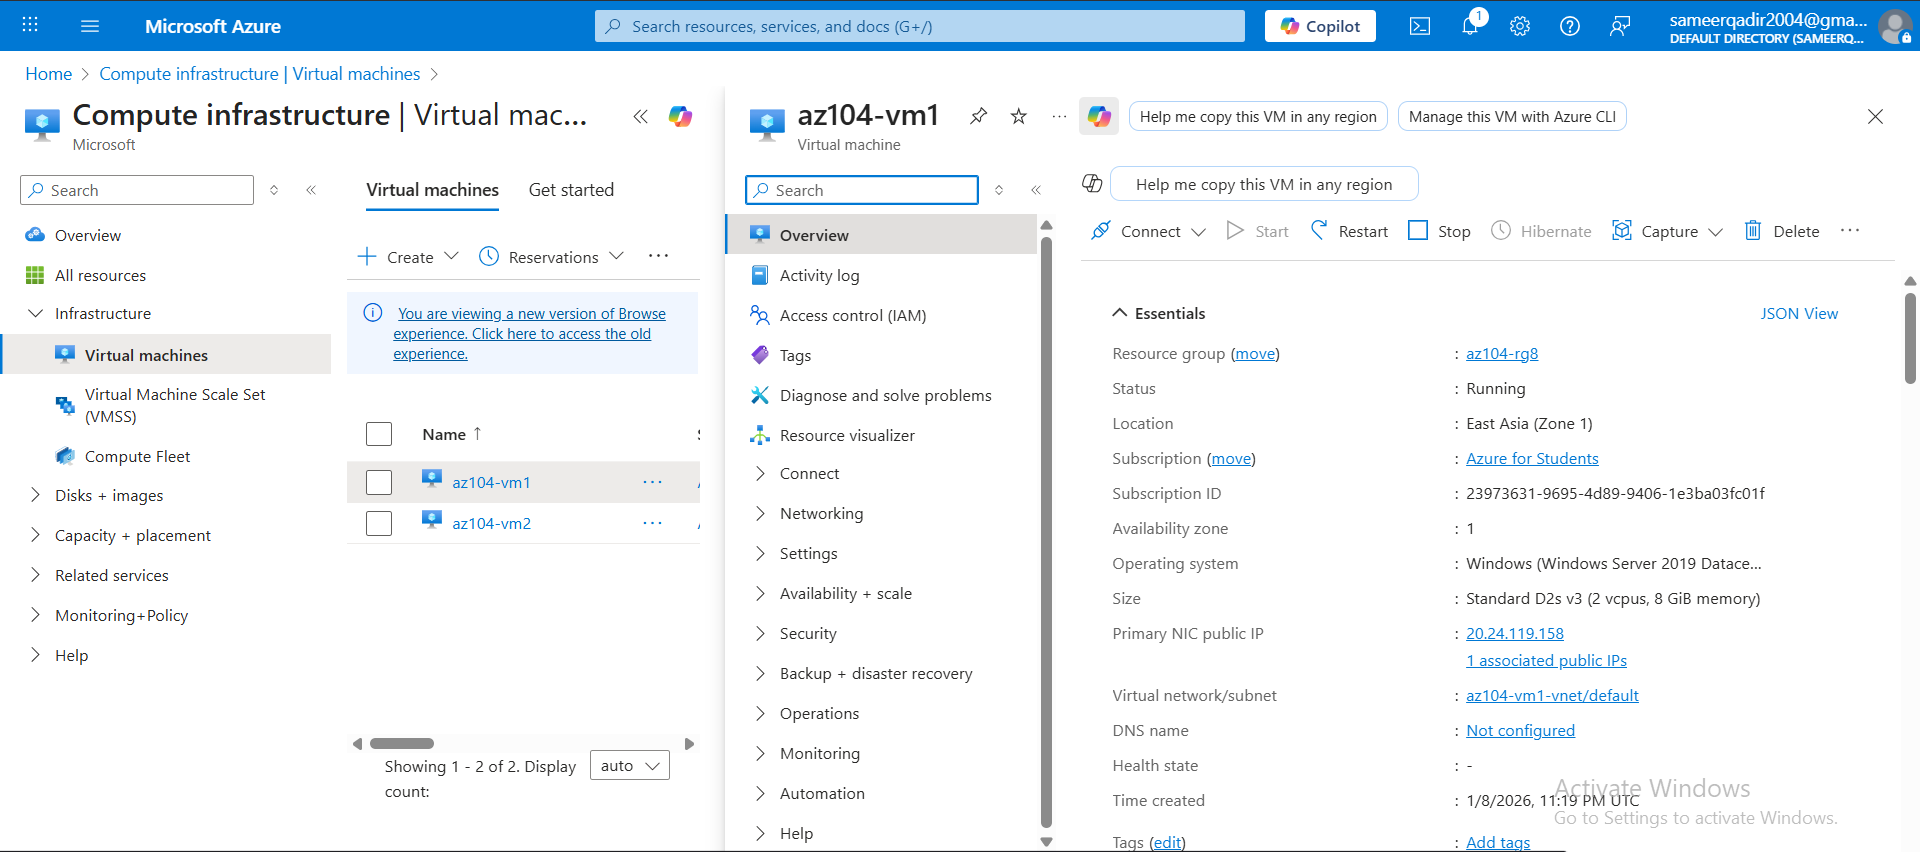 Microsoft Azure
Search resources, services, and docs (G+/)
Copilot
1
sameerqadir2004@gma...
DEFAULT DIRECTORY (SAMEERQ...
Home > Compute infrastructure | Virtual machines >
Compute infrastructure | Virtual mac...
Microsoft
Search
Overview
All resources
Infrastructure
Virtual machines
Virtual Machine Scale Set
(VMSS)
Compute Fleet
Disks + images
Capacity + placement
Related services
Monitoring+Policy
Help
Virtual machines Get started
Create Reservations ...
You are viewing a new version of Browse
experience. Click here to access the old
experience.
Name ↑
az104-vm1 ...
az104-vm2 ...
Showing 1 - 2 of 2. Display
count:
auto
az104-vm1
Virtual machine
...
Help me copy this VM in any region
Manage this VM with Azure CLI
Search
Overview
Activity log
Access control (IAM)
Tags
Diagnose and solve problems
Resource visualizer
Connect
Networking
Settings
Availability + scale
Security
Backup + disaster recovery
Operations
Monitoring
Automation
Help
Help me copy this VM in any region
Connect Start Restart Stop Hibernate Capture Delete ...
Essentials
JSON View
Resource group (move) : az104-rg8
Status : Running
Location : East Asia (Zone 1)
Subscription (move) : Azure for Students
Subscription ID : 23973631-9695-4d89-9406-1e3ba03fc01f
Availability zone : 1
Operating system : Windows (Windows Server 2019 Datace...
Size : Standard D2s v3 (2 vcpus, 8 GiB memory)
Primary NIC public IP : 20.24.119.158
1 associated public IPs
Virtual network/subnet : az104-vm1-vnet/default
DNS name : Not configured
Health state : -
Time created : 1/8/2026, 11:19 PM UTC
Tags (edit) : Add tags
Activate Windows
Go to Settings to activate Windows.